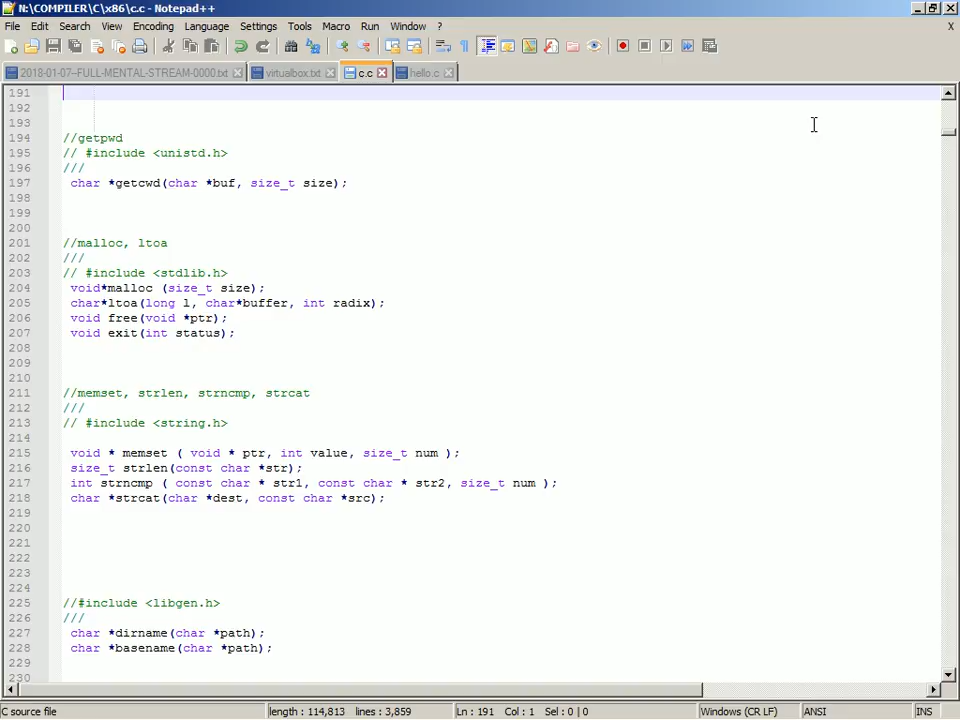 N:\COMPILER\C\x86\c.c - Notepad++
File Edit Search View Encoding Language Settings Tools Macro Run Window ? X
2018-01-07--FULL-MENTAL-STREAM-0000.txt virtualbox.txt c.c hello.c
191
192
193
194 //getpwd
195 // #include <unistd.h>
196 ///
197 char *getcwd(char *buf, size_t size);
198
199
200
201 //malloc, ltoa
202 ///
203 // #include <stdlib.h>
204 void*malloc (size_t size);
205 char*ltoa(long l, char*buffer, int radix);
206 void free(void *ptr);
207 void exit(int status);
208
209
210
211 //memset, strlen, strncmp, strcat
212 ///
213 // #include <string.h>
214
215 void * memset ( void * ptr, int value, size_t num );
216 size_t strlen(const char *str);
217 int strncmp ( const char * str1, const char * str2, size_t num );
218 char *strcat(char *dest, const char *src);
219
220
221
222
223
224
225 //#include <libgen.h>
226 ///
227 char *dirname(char *path);
228 char *basename(char *path);
229
230
C source file length : 114,813 lines : 3,859 Ln : 191 Col : 1 Sel : 0 | 0 Windows (CR LF) ANSI INS